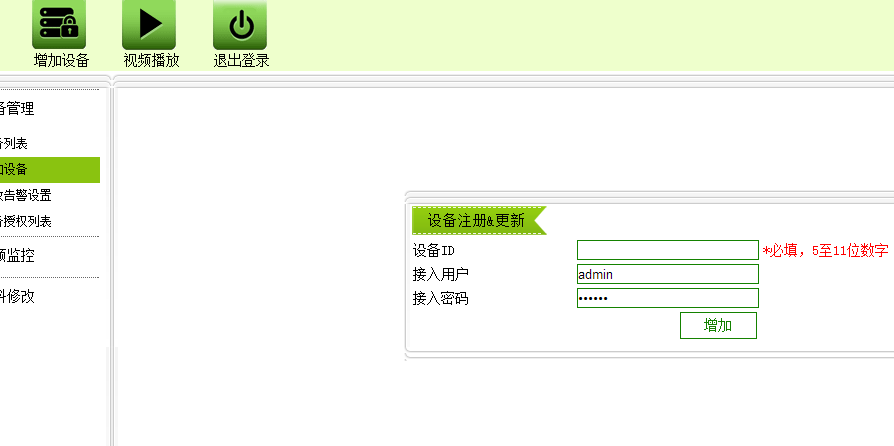 增加设备 视频播放 退出登录
备管理
备列表
加设备
告警设置
授权列表
频监控
料修改
设备注册&更新
设备ID *必填，5至11位数字
接入用户 admin
接入密码 ••••••
增加